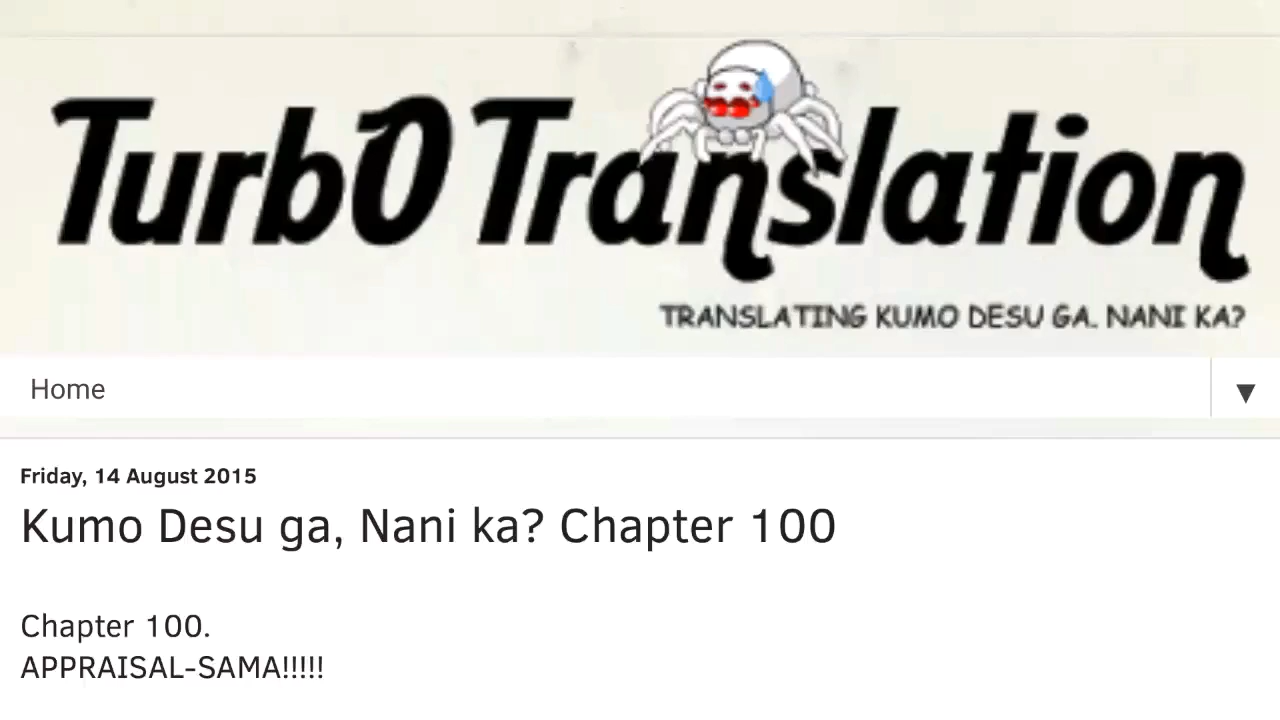 Turb0 Translation
TRANSLATING KUMO DESU GA. NANI KA?
Home
▼
Friday, 14 August 2015
Kumo Desu ga, Nani ka? Chapter 100
Chapter 100.
APPRAISAL-SAMA!!!!!